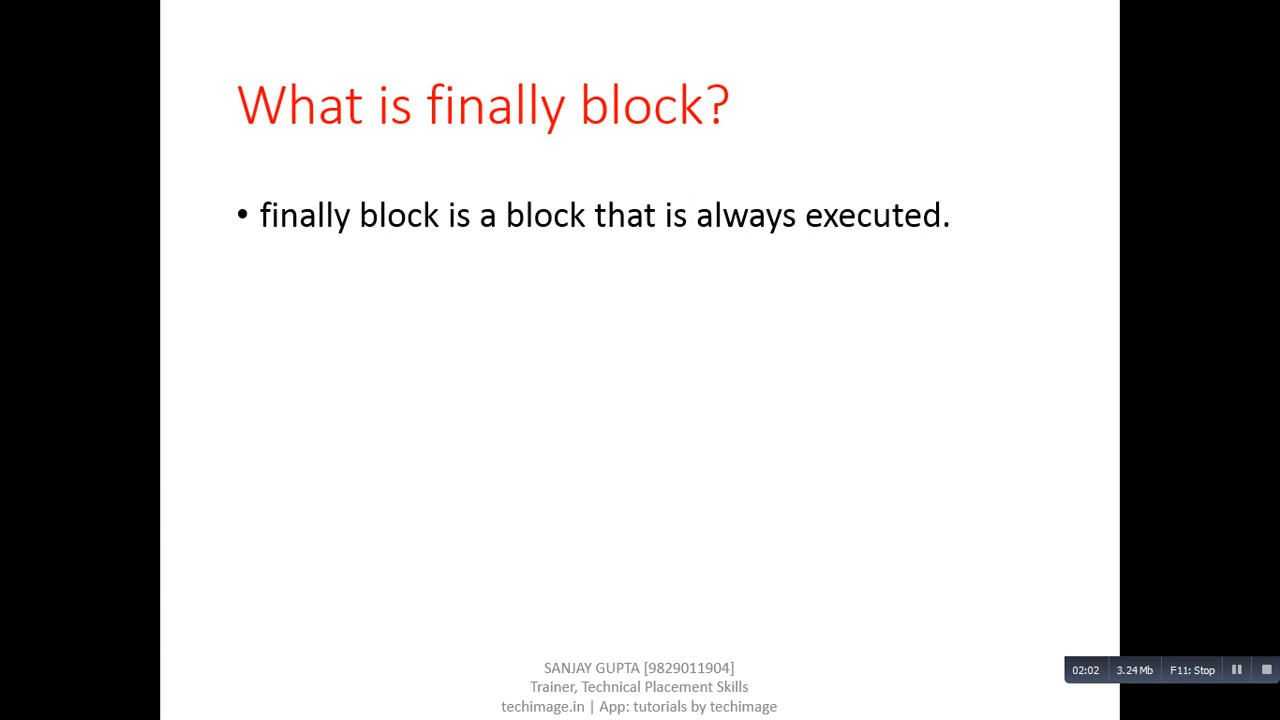 What is finally block?
• finally block is a block that is always executed.
SANJAY GUPTA [9829011904]
Trainer, Technical Placement Skills
techimage.in | App: tutorials by techimage
02:02 3.24 Mb F11: Stop